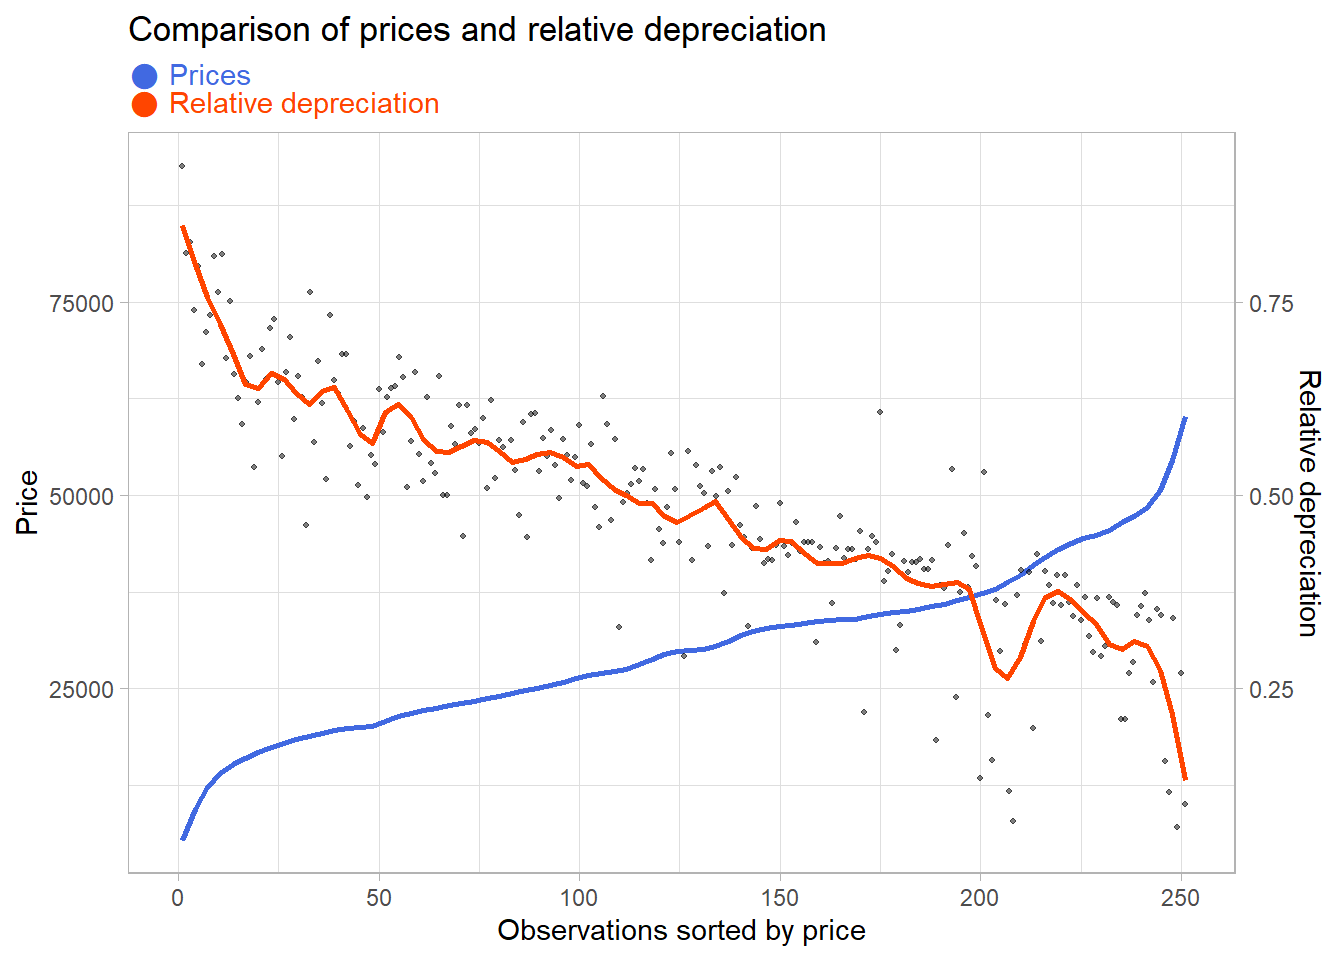 Comparison of prices and relative depreciation
Prices
Relative depreciation
75000
50000
25000
Price
0.75
0.50
0.25
Relative depreciation
0
50
100
150
200
250
Observations sorted by price